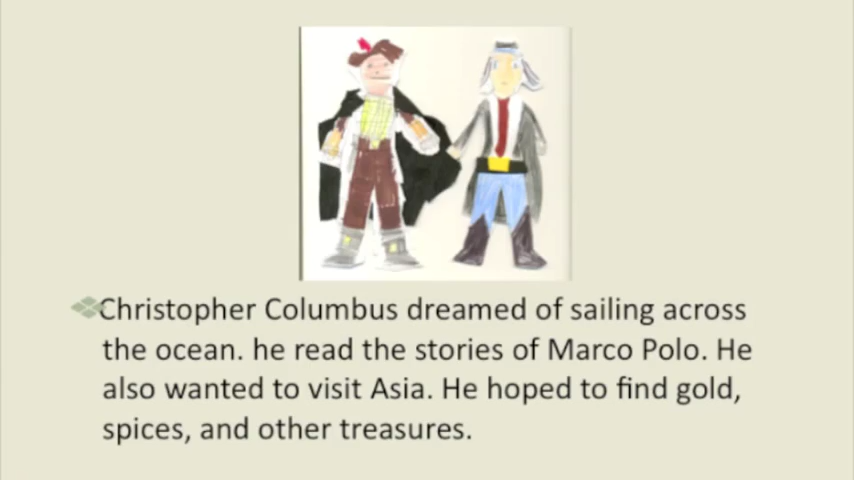 Christopher Columbus dreamed of sailing across
the ocean. he read the stories of Marco Polo. He
also wanted to visit Asia. He hoped to find gold,
spices, and other treasures.